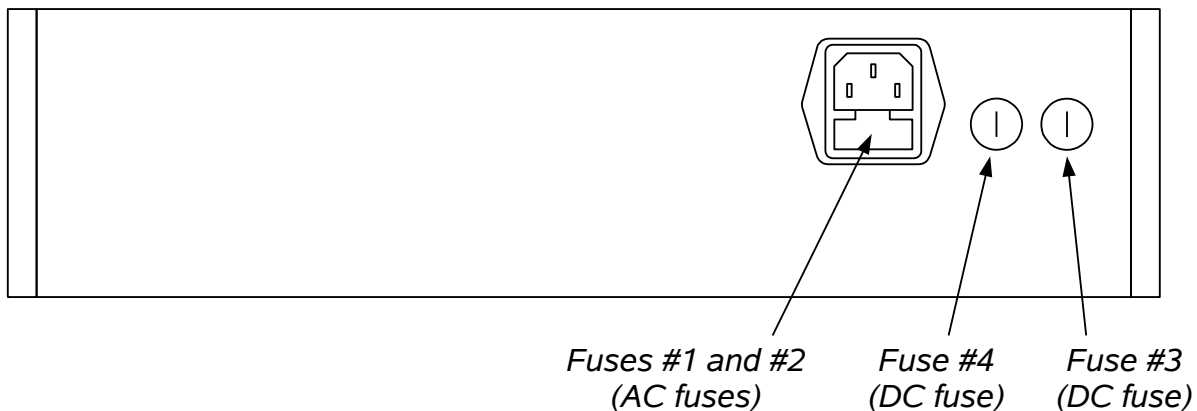 Fuses #1 and #2
(AC fuses)
Fuse #4
(DC fuse)
Fuse #3
(DC fuse)